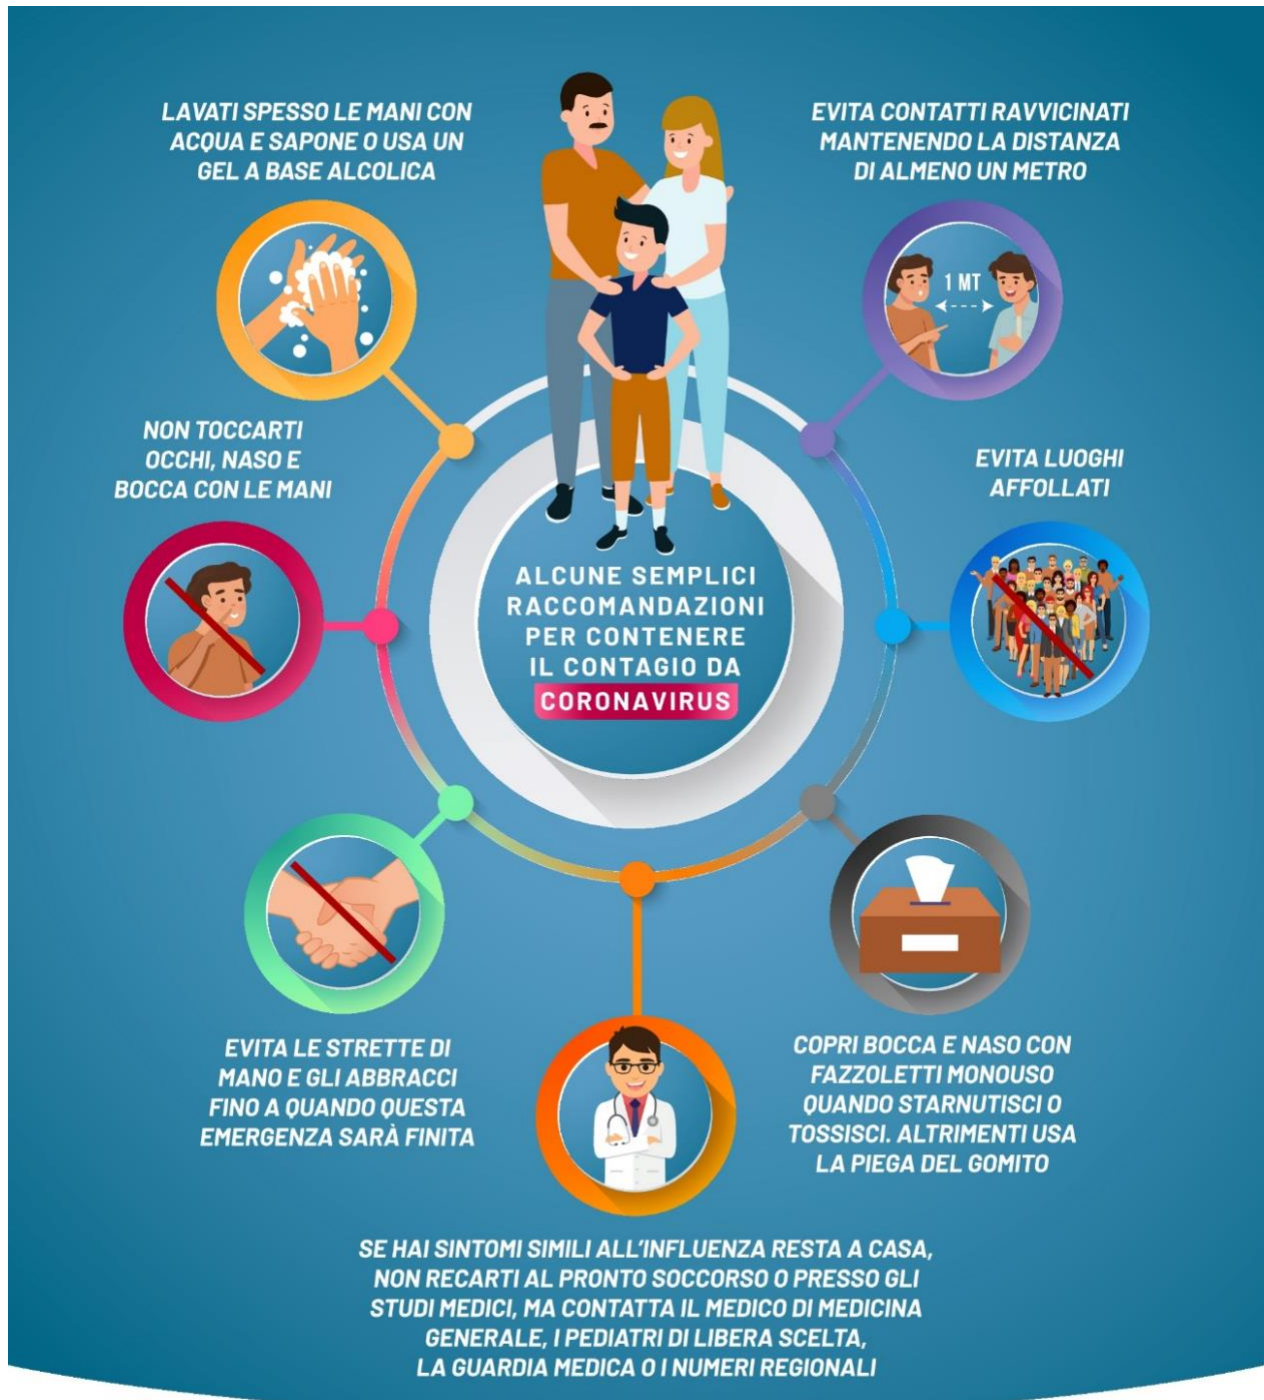 LAVATI SPESSO LE MANI CON
ACQUA E SAPONE O USA UN
GEL A BASE ALCOLICA
EVITA CONTATTI RAVVICINATI
MANTENENDO LA DISTANZA
DI ALMENO UN METRO
1 MT
NON TOCCARTI
OCCHI, NASO E
BOCCA CON LE MANI
EVITA LUOGHI
AFFOLLATI
ALCUNE SEMPLICI
RACCOMANDAZIONI
PER CONTENERE
IL CONTAGIO DA
CORONAVIRUS
EVITA LE STRETTE DI
MANO E GLI ABBRACCI
FINO A QUANDO QUESTA
EMERGENZA SARÀ FINITA
COPRI BOCCA E NASO CON
FAZZOLETTI MONOUSO
QUANDO STARNUTISCI O
TOSSISCI. ALTRIMENTI USA
LA PIEGA DEL GOMITO
SE HAI SINTOMI SIMILI ALL'INFLUENZA RESTA A CASA,
NON RECARTI AL PRONTO SOCCORSO O PRESSO GLI
STUDI MEDICI, MA CONTATTA IL MEDICO DI MEDICINA
GENERALE, I PEDIATRI DI LIBERA SCELTA,
LA GUARDIA MEDICA O I NUMERI REGIONALI